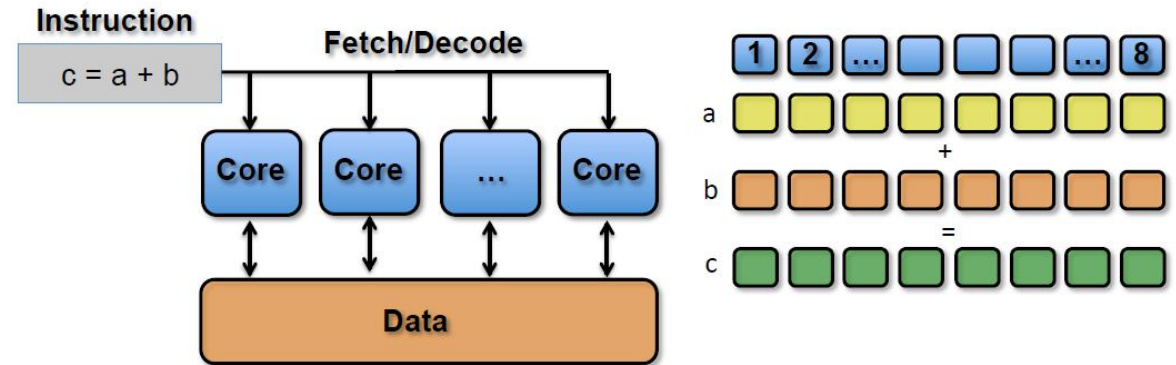 Instruction
c = a + b
Fetch/Decode
Core Core ... Core
Data
1 2 ... ... 8
a
+
b
=
c